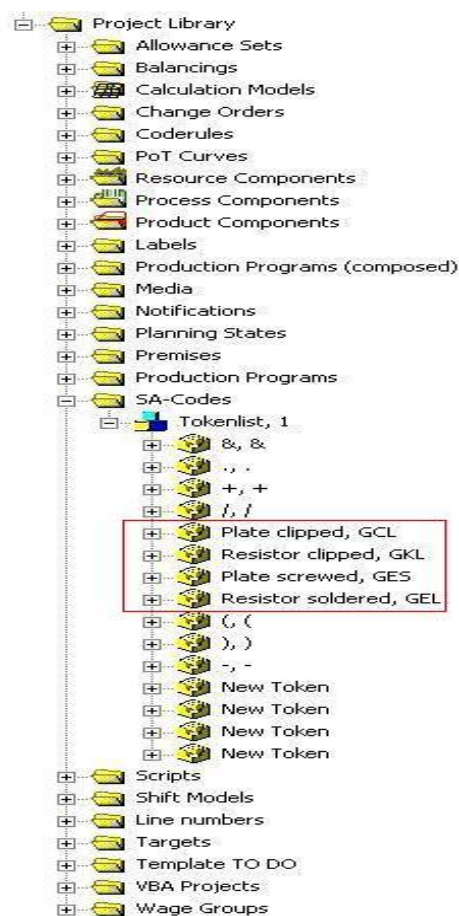 Project Library
Allowance Sets
Balancings
Calculation Models
Change Orders
Coderules
PoT Curves
Resource Components
Process Components
Product Components
Labels
Production Programs (composed)
Media
Notifications
Planning States
Premises
Production Programs
SA-Codes
Tokenlist, 1
&, &
., .
+, +
/, /
Plate clipped, GCL
Resistor clipped, GKL
Plate screwed, GES
Resistor soldered, GEL
(, (
), )
-, -
New Token
New Token
New Token
New Token
Scripts
Shift Models
Line numbers
Targets
Template TO DO
VBA Projects
Wage Groups